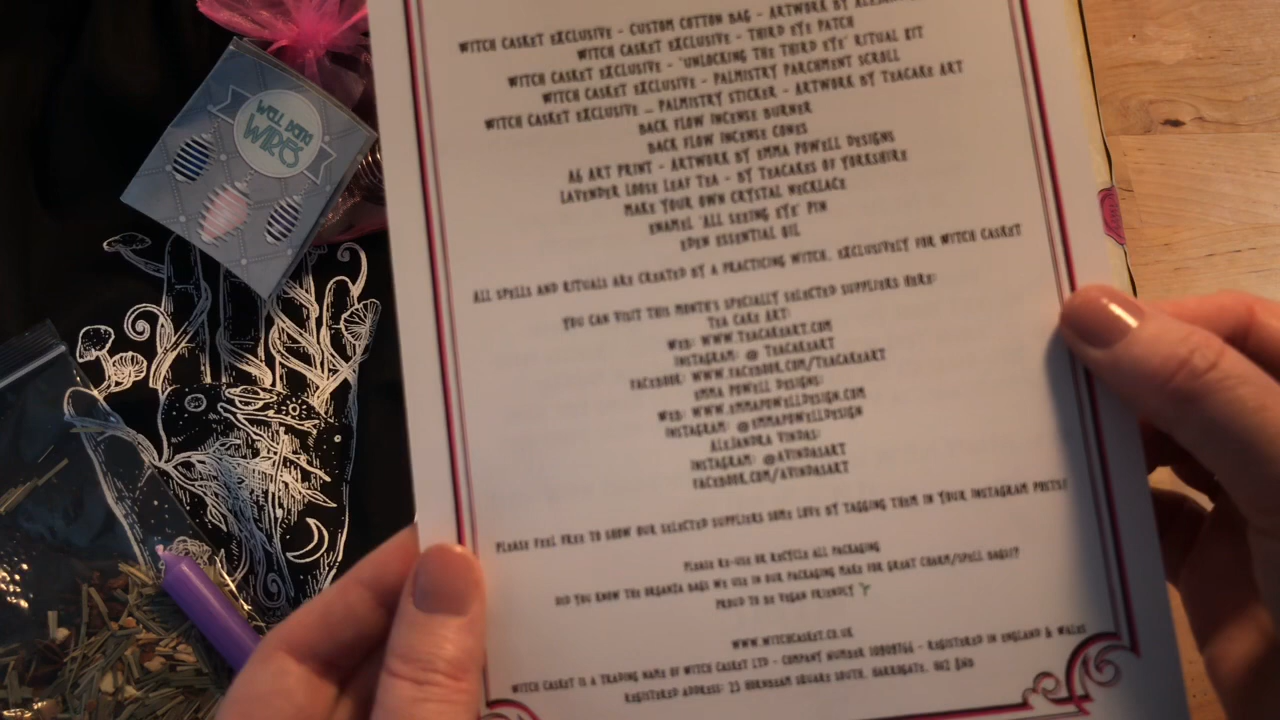 WELL BEING
WIRES
WITCH CASKET EXCLUSIVE - CUSTOM COTTON BAG - ARTWORK BY
WITCH CASKET EXCLUSIVE - THIRD EYE PATCH
WITCH CASKET EXCLUSIVE - 'UNLOCKING THE THIRD EYE' RITUAL KIT
WITCH CASKET EXCLUSIVE - PALMISTRY PARCHMENT SCROLL
WITCH CASKET EXCLUSIVE - PALMISTRY STICKER - ARTWORK BY TEACAKE ART
BACK FLOW INCENSE BURNER
BACK FLOW INCENSE CONES
A6 ART PRINT - ARTWORK BY EMMA POWELL DESIGNS
LAVENDER LOOSE LEAF TEA - BY TEACAKES OF YORKSHIRE
MAKE YOUR OWN CRYSTAL NECKLACE
ENAMEL 'ALL SEEING EYE' PIN
EDEN ESSENTIAL OIL
ALL SPELLS AND RITUALS ARE CREATED BY A PRACTICING WITCH, EXCLUSIVELY FOR WITCH CASKET
YOU CAN VISIT THIS MONTH'S SPECIALLY SELECTED SUPPLIERS HERE:
TEA CAKE ART:
WEB: WWW.TEACAKEART.COM
INSTAGRAM: @ TEACAKEART
FACEBOOK: WWW.FACEBOOK.COM/TEACAKEART
EMMA POWELL DESIGNS:
WEB: WWW.EMMAPOWELLDESIGN.COM
INSTAGRAM: @EMMAPOWELLDESIGN
ALEJANDRA VINDAS:
INSTAGRAM: @AVINDASART
FACEBOOK.COM/AVINDASART
PLEASE FEEL FREE TO SHOW OUR SELECTED SUPPLIERS SOME LOVE BY TAGGING THEM IN YOUR INSTAGRAM POSTS!
PLEASE RE-USE OR RECYCLE ALL PACKAGING
DID YOU KNOW THE ORGANZA BAGS WE USE IN OUR PACKAGING MAKE FOR GREAT CHARM/SPELL BAGS??
PROUD TO BE VEGAN FRIENDLY
WWW.WITCHCASKET.CO.UK
WITCH CASKET IS A TRADING NAME OF WITCH CASKET LTD - COMPANY NUMBER 10808766 - REGISTERED IN ENGLAND & WALES
REGISTERED ADDRESS: 23 HORNBEAM SQUARE SOUTH, HARROGATE, HG2 8NB